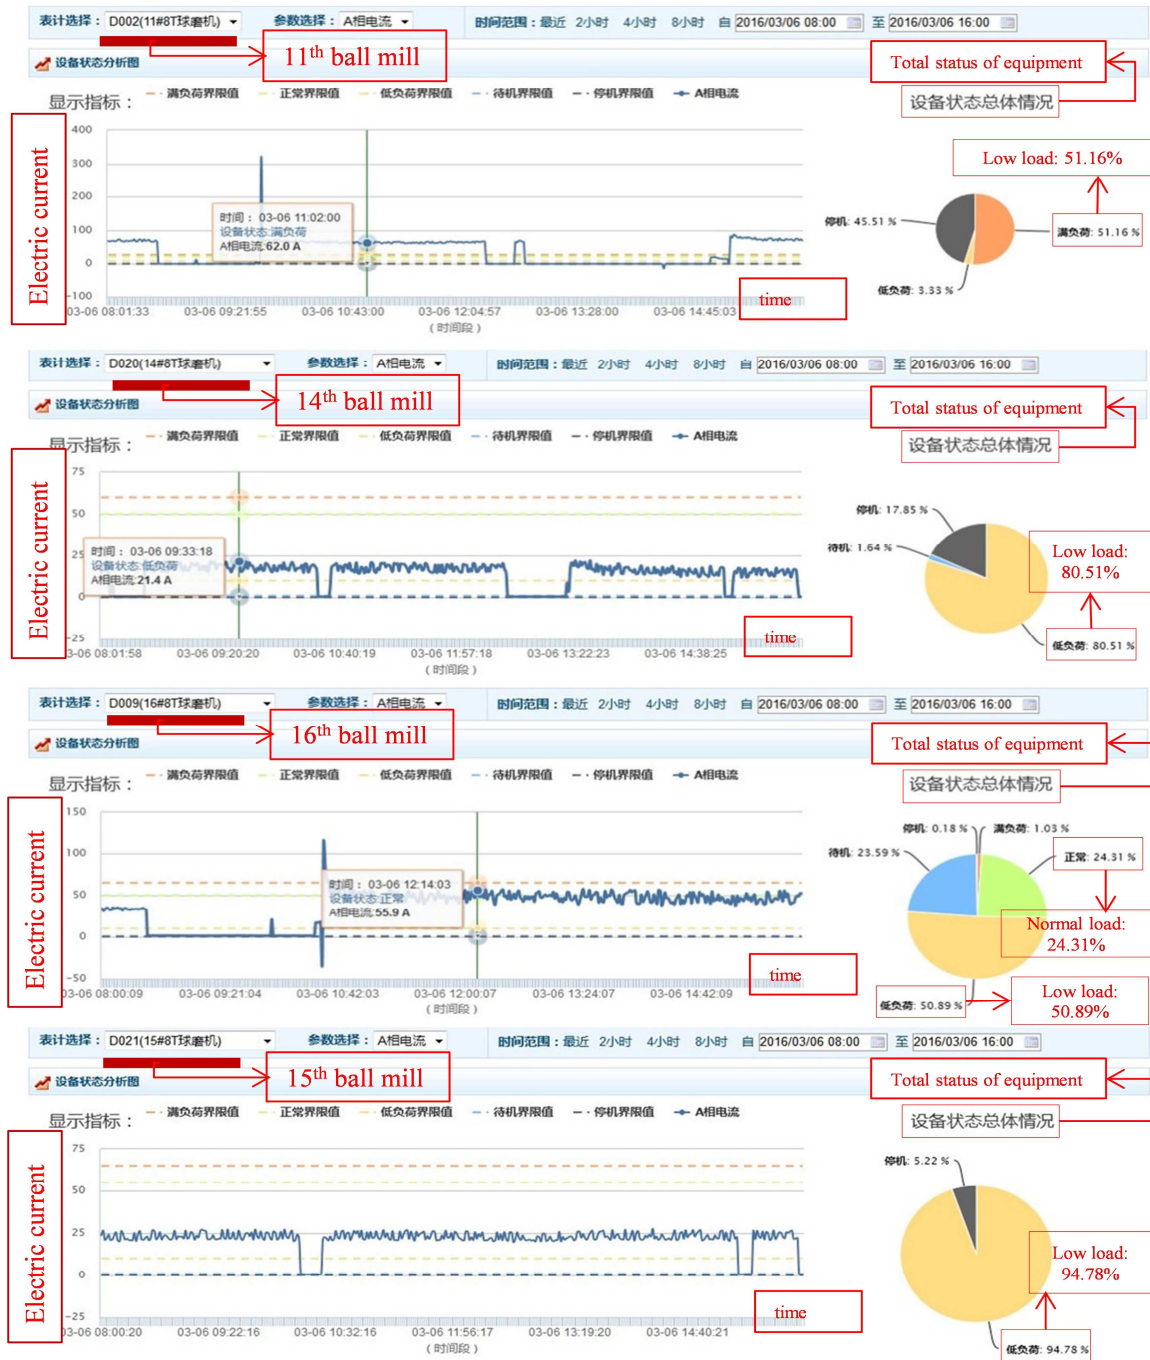 表计选择： D002(11#8T球磨机) 参数选择： A相电流 时间范围：最近 2小时 4小时 8小时 自 2016/03/06 08:00 至 2016/03/06 16:00
11th ball mill
设备状态分析图
Total status of equipment
显示指标： 满负荷界限值 正常界限值 低负荷界限值 待机界限值 停机界限值 A相电流
设备状态总体情况
Electric current
400
300
200
100
0
-100
时间： 03-06 11:02:00
设备状态:满负荷
A相电流:62.0 A
time
03-06 08:01:33 03-06 09:21:55 03-06 10:43:00 03-06 12:04:57 03-06 13:28:00 03-06 14:45:03
（时间段）
Low load: 51.16%
停机: 45.51 %
满负荷: 51.16 %
低负荷: 3.33 %
表计选择： D020(14#8T球磨机) 参数选择： A相电流 时间范围：最近 2小时 4小时 8小时 自 2016/03/06 08:00 至 2016/03/06 16:00
14th ball mill
设备状态分析图
Total status of equipment
显示指标： 满负荷界限值 正常界限值 低负荷界限值 待机界限值 停机界限值 A相电流
设备状态总体情况
Electric current
75
50
25
0
-25
时间： 03-06 09:33:18
设备状态:低负荷
A相电流:21.4 A
time
03-06 08:01:58 03-06 09:20:20 03-06 10:40:19 03-06 11:57:18 03-06 13:22:23 03-06 14:38:25
（时间段）
停机: 17.85 %
待机: 1.64 %
Low load:
80.51%
低负荷: 80.51 %
表计选择： D009(16#8T球磨机) 参数选择： A相电流 时间范围：最近 2小时 4小时 8小时 自 2016/03/06 08:00 至 2016/03/06 16:00
16th ball mill
设备状态分析图
Total status of equipment
显示指标： 满负荷界限值 正常界限值 低负荷界限值 待机界限值 停机界限值 A相电流
设备状态总体情况
Electric current
150
100
50
0
-50
时间： 03-06 12:14:03
设备状态:正常
A相电流:55.9 A
time
03-06 08:00:09 03-06 09:21:04 03-06 10:42:03 03-06 12:00:07 03-06 13:24:07 03-06 14:42:09
（时间段）
停机: 0.18 % 满负荷: 1.03 %
待机: 23.59 %
正常: 24.31 %
Normal load:
24.31%
低负荷: 50.89 %
Low load:
50.89%
表计选择： D021(15#8T球磨机) 参数选择： A相电流 时间范围：最近 2小时 4小时 8小时 自 2016/03/06 08:00 至 2016/03/06 16:00
15th ball mill
设备状态分析图
Total status of equipment
显示指标： 满负荷界限值 正常界限值 低负荷界限值 待机界限值 停机界限值 A相电流
设备状态总体情况
Electric current
75
50
25
0
-25
time
03-06 08:00:20 03-06 09:22:16 03-06 10:32:16 03-06 11:56:17 03-06 13:19:20 03-06 14:40:21
（时间段）
停机: 5.22 %
Low load:
94.78%
低负荷: 94.78 %